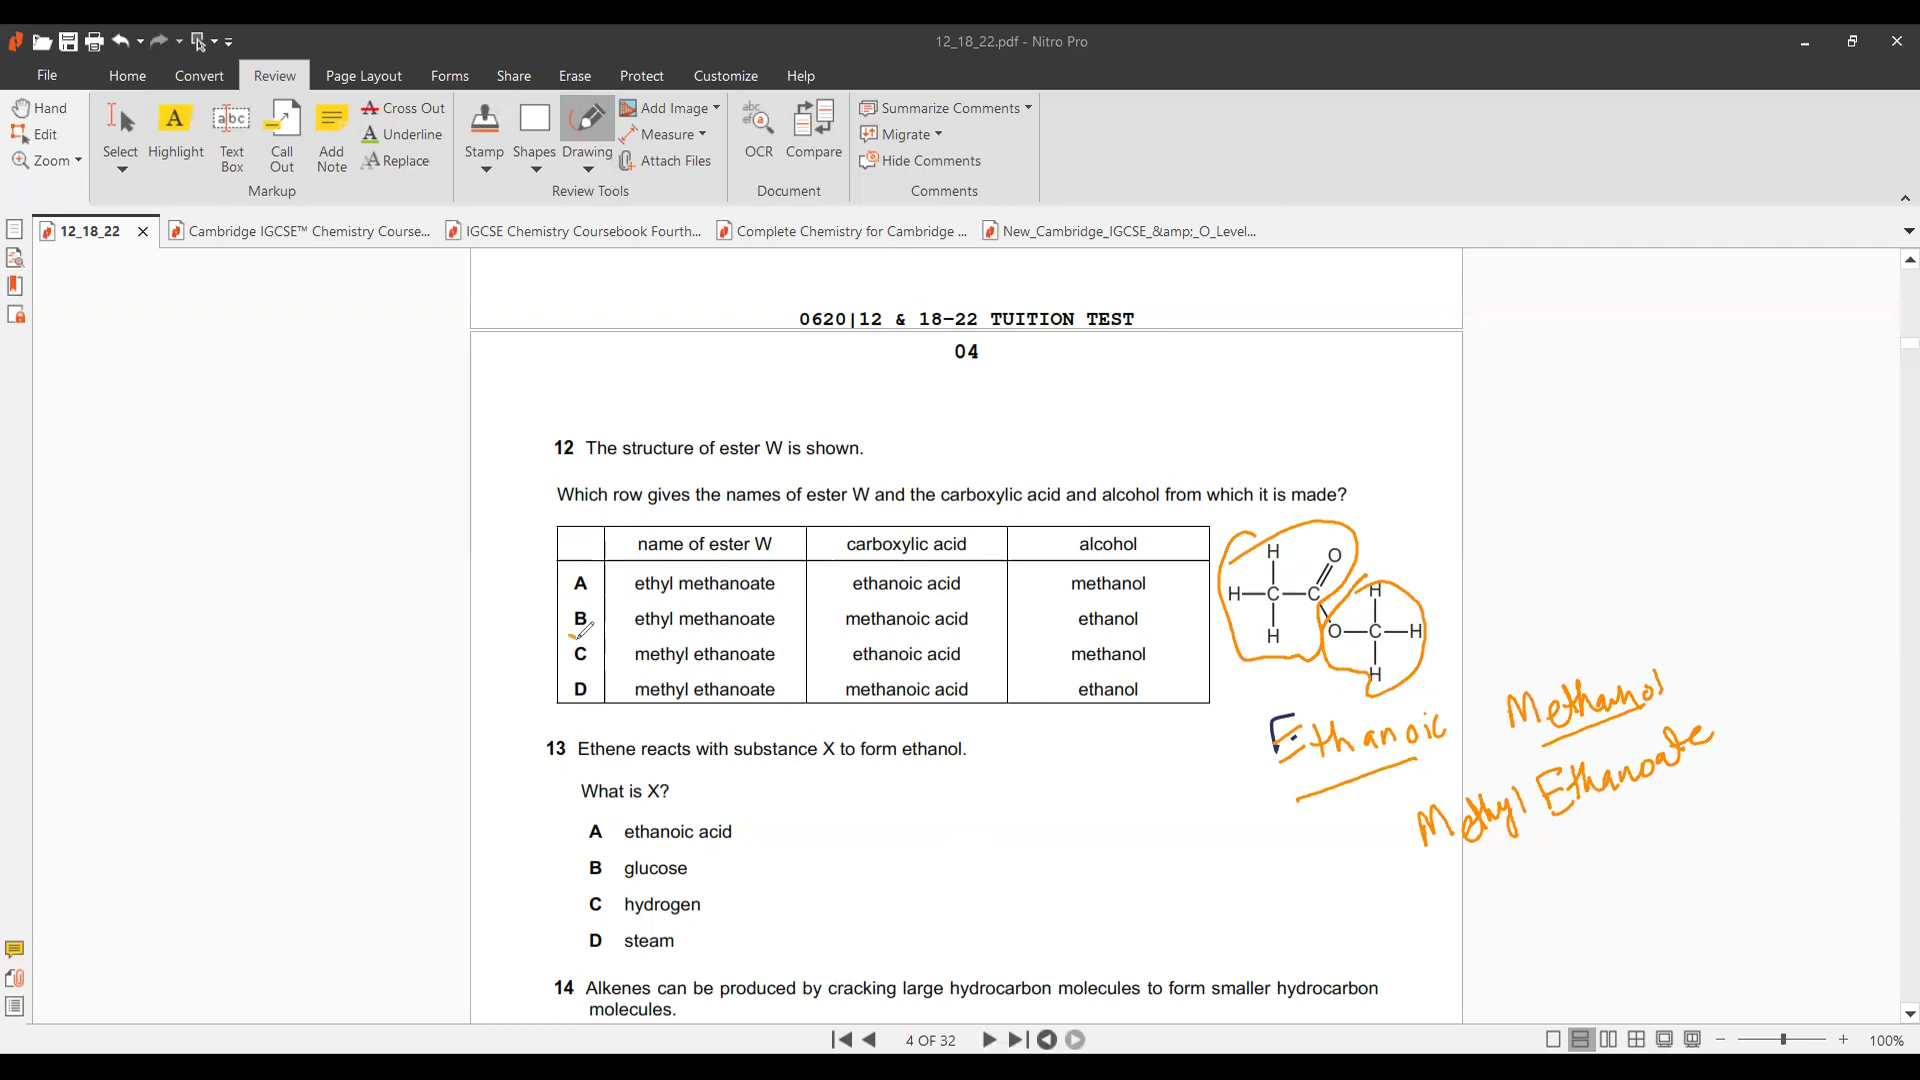 12_18_22.pdf - Nitro Pro
File Home Convert Review Page Layout Forms Share Erase Protect Customize Help
Hand
Edit
Zoom
Select
Highlight
Text Box
Call Out
Add Note
Cross Out
Underline
Replace
Markup
Stamp
Shapes
Drawing
Add Image
Measure
Attach Files
Review Tools
OCR
Compare
Document
Summarize Comments
Migrate
Hide Comments
Comments
12_18_22 Cambridge IGCSE™ Chemistry Course... IGCSE Chemistry Coursebook Fourth... Complete Chemistry for Cambridge ... New_Cambridge_IGCSE_&amp;_O_Level...
0620|12 & 18-22 TUITION TEST
04
12 The structure of ester W is shown.
Which row gives the names of ester W and the carboxylic acid and alcohol from which it is made?
name of ester W carboxylic acid alcohol
A ethyl methanoate ethanoic acid methanol
B ethyl methanoate methanoic acid ethanol
C methyl ethanoate ethanoic acid methanol
D methyl ethanoate methanoic acid ethanol
H O
H C C H
H O C H
H
Ethanoic
Methanol
Methyl Ethanoate
13 Ethene reacts with substance X to form ethanol.
What is X?
A ethanoic acid
B glucose
C hydrogen
D steam
14 Alkenes can be produced by cracking large hydrocarbon molecules to form smaller hydrocarbon
molecules.
4 OF 32
100%